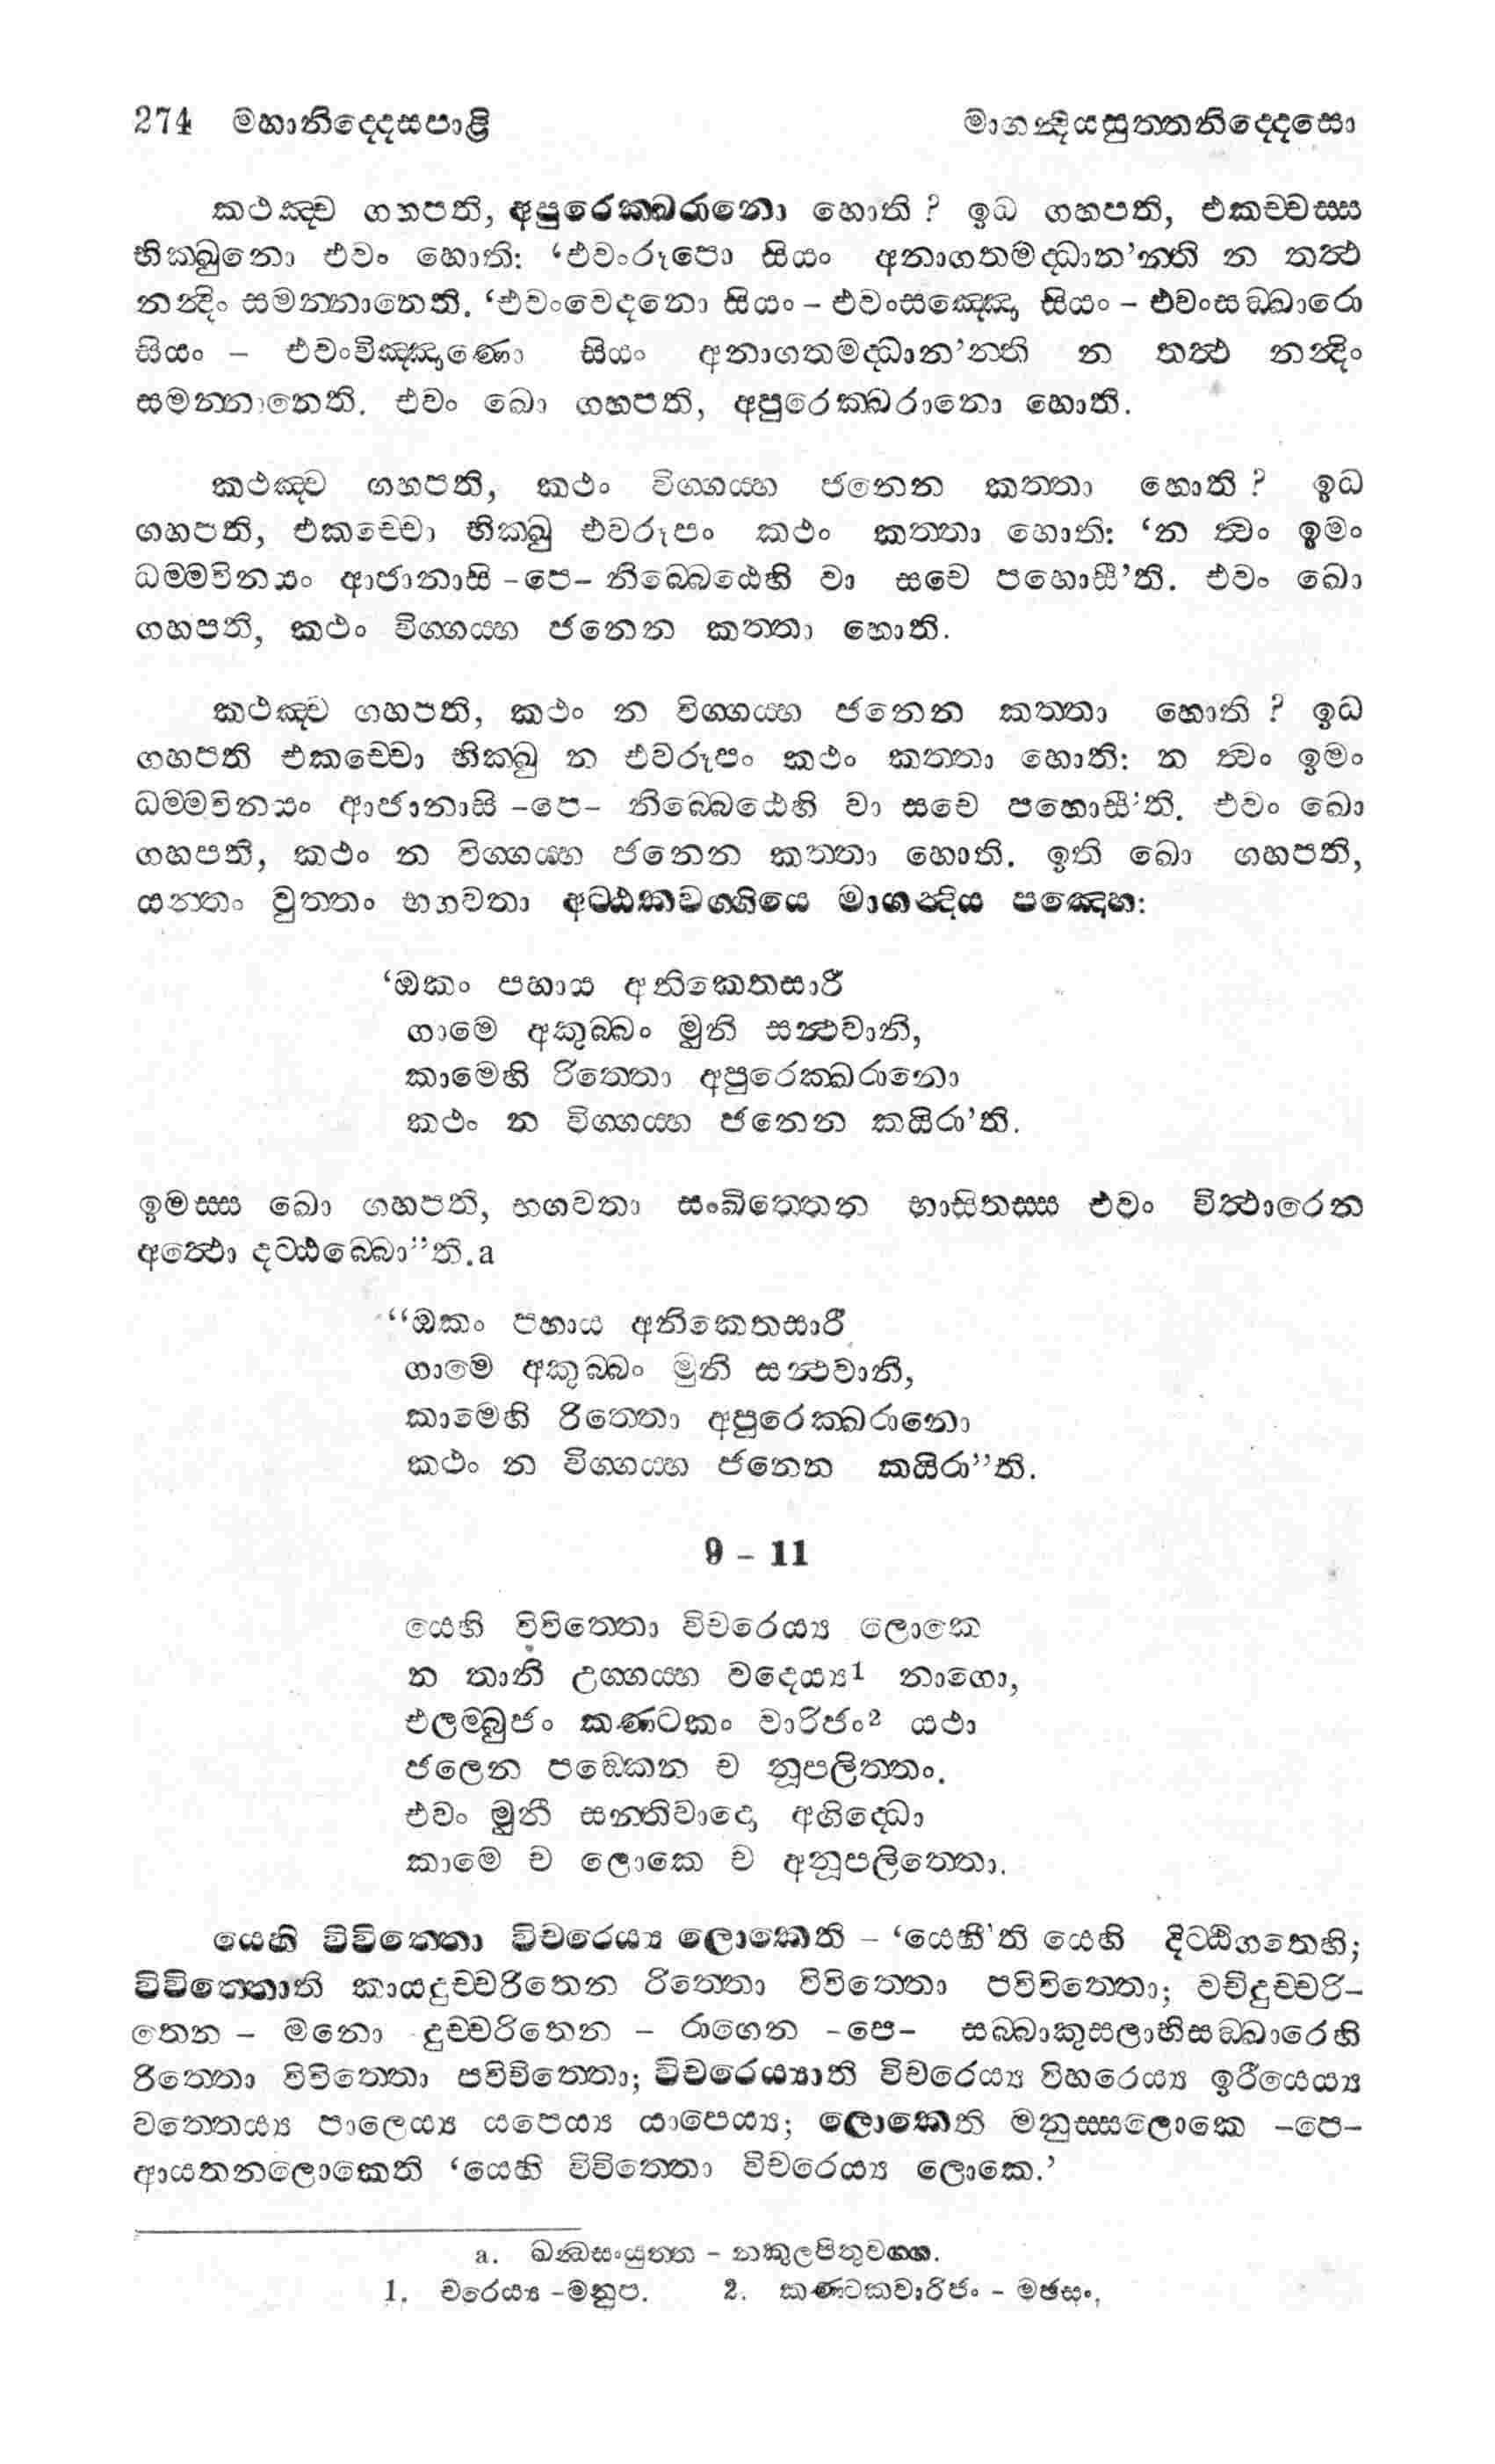 274 මහානිද්දෙසපාළි මාගන්‍දියසුත්තනිද්දෙසො
කථඤ්ච ගහපති, අපුරෙක්ඛරානො හොති ? ඉධ ගහපති, එකච්චස්ස
භික්ඛුනො එවං හොති: ‘එවංරූපො සියං අනාගතමද්ධාන’න්ති න තත්‍ථ
නන්‍දිං සමන්නානෙති. ‘එවංවෙදනො සියං – එවංසඤ්ඤී සියං – එවංසඞ්ඛාරො
සියං – එවංවිඤ්ඤාණො සියං අනාගතමද්ධාන’න්ති න තත්‍ථ නන්‍දිං
සමන්නානෙති. එවං ඛො ගහපති, අපුරෙක්ඛරානො හොති.
කථඤ්ච ගහපති, කථං විග්ගය්හ ජනෙන කත්තා හොති ? ඉධ
ගහපති, එකච්චො භික්ඛු එවරූපං කථං කත්තා හොති: ‘න ත්‍වං ඉමං
ධම්මවිනයං ආජානාසි –පෙ– නිබ්බෙඨෙහි වා සචෙ පහොසී’ති. එවං ඛො
ගහපති, කථං විග්ගය්හ ජනෙන කත්තා හොති.
කථඤ්ච ගහපති, කථං න විග්ගය්හ ජනෙන කත්තා හොති ? ඉධ
ගහපති එකච්චො භික්ඛු න එවරූපං කථං කත්තා හොති: න ත්‍වං ඉමං
ධම්මවිනයං ආජානාසි –පෙ– නිබ්බෙඨෙහි වා සචෙ පහොසී’ති. එවං ඛො
ගහපති, කථං න විග්ගය්හ ජනෙන කත්තා හොති. ඉති ඛො ගහපති,
යන්තං වුත්තං භගවතා අට්ඨකවග්ගියෙ මාගන්‍දිය පඤ්හෙ:
‘ඔකං පහාය අනිකෙතසාරී
ගාමෙ අකුබ්බං මුනි සන්‍ථවානි,
කාමෙහි රිත්තො අපුරෙක්ඛරානො
කථං න විග්ගය්හ ජනෙන කයිරා’ති.
ඉමස්ස ඛො ගහපති, භගවතා සංඛිත්තෙන භාසිතස්ස එවං විත්‍ථාරෙන
අත්‍ථො දට්ඨබ්බො”ති.a
“ඔකං පහාය අනිකෙතසාරී
ගාමෙ අකුබ්බං මුනි සන්‍ථවානි,
කාමෙහි රිත්තො අපුරෙක්ඛරානො
කථං න විග්ගය්හ ජනෙන කයිරා”ති.
9 – 11
යෙහි විවිත්තො විචරෙය්‍ය ලොකෙ
න තානි උග්ගය්හ වදෙය්‍ය1 නාගො,
එලම්බුජං කණ්ටකං වාරිජං2 යථා
ජලෙන පඞ්කෙන ච නූපලිත්තං.
එවං මුනී සන්තිවාදො අගිද්ධො
කාමෙ ච ලොකෙ ච අනූපලිත්තො.
යෙහි විවිත්තො විචරෙය්‍ය ලොකෙති – ‘යෙහී’ති යෙහි දිට්ඨිගතෙහි;
විවිත්තොති කායදුච්චරිතෙන රිත්තො විවිත්තො පවිවිත්තො; වචීදුච්චරි–
තෙන – මනො දුච්චරිතෙන – රාගෙන –පෙ– සබ්බාකුසලාභිසඞ්ඛාරෙහි
රිත්තො විවිත්තො පවිවිත්තො; විචරෙය්‍යාති විචරෙය්‍ය විහරෙය්‍ය ඉරීයෙය්‍ය
වත්තෙය්‍ය පාලෙය්‍ය යපෙය්‍ය යාපෙය්‍ය; ලොකෙති මනුස්සලොකෙ –පෙ–
ආයතනලොකෙති ‘යෙහි විවිත්තො විචරෙය්‍ය ලොකෙ.’
a. ඛන්‍ධසංයුත්ත – නකුලපිතුවග්ග.
1. චරෙය්‍ය –මනුප. 2. කණ්ටකවාරිජං – මඡසං,